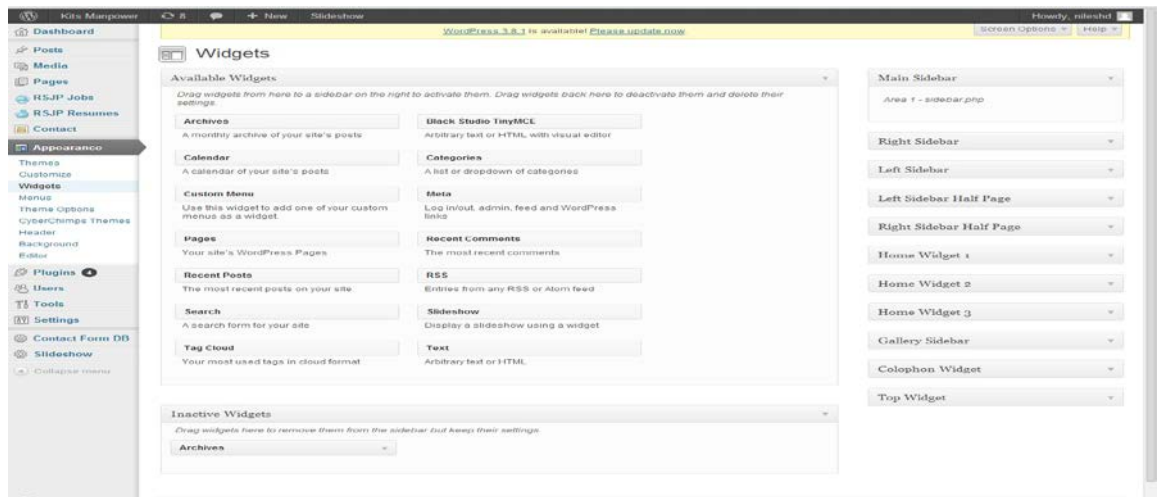 Kits Manpower 8 + New Slideshow Howdy, nileshd
WordPress 3.8.1 is available! Please update now
Screen Options Help
Dashboard
Posts
Media
Pages
RSJP Jobs
RSJP Resumes
Contact
Appearance
Themes
Customize
Widgets
Menus
Theme Options
CyberChimps Themes
Header
Background
Editor
Plugins 4
Users
Tools
Settings
Contact Form DB
Slideshow
Collapse menu
Widgets
Available Widgets
Drag widgets from here to a sidebar on the right to activate them. Drag widgets back here to deactivate them and delete their
settings.
Archives
A monthly archive of your site's posts
Black Studio TinyMCE
Arbitrary text or HTML with visual editor
Calendar
A calendar of your site's posts
Categories
A list or dropdown of categories
Custom Menu
Use this widget to add one of your custom
menus as a widget.
Meta
Log in/out, admin, feed and WordPress
links
Pages
Your site's WordPress Pages
Recent Comments
The most recent comments
Recent Posts
The most recent posts on your site
RSS
Entries from any RSS or Atom feed
Search
A search form for your site
Slideshow
Display a slideshow using a widget
Tag Cloud
Your most used tags in cloud format
Text
Arbitrary text or HTML
Inactive Widgets
Drag widgets here to remove them from the sidebar but keep their settings.
Archives
Main Sidebar
Area 1 - sidebar.php
Right Sidebar
Left Sidebar
Left Sidebar Half Page
Right Sidebar Half Page
Home Widget 1
Home Widget 2
Home Widget 3
Gallery Sidebar
Colophon Widget
Top Widget